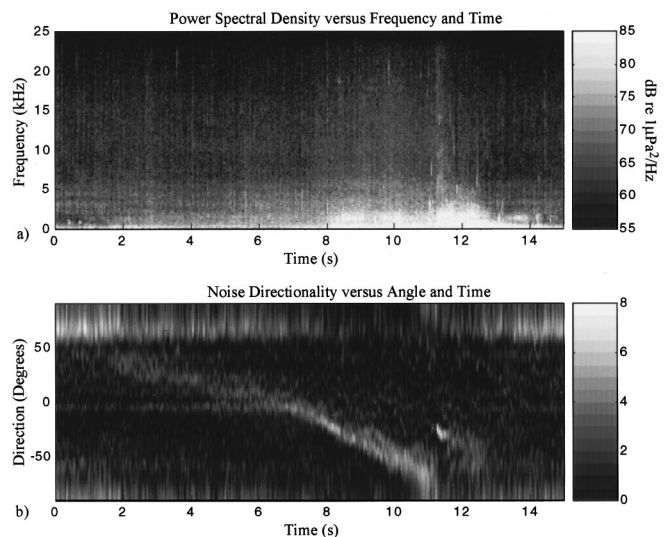 Power Spectral Density versus Frequency and Time
25
20
15
10
5
0
Frequency (kHz)
a)
0 2 4 6 8 10 12 14
Time (s)
85
80
75
70
65
60
55
dB re 1μPa²/Hz
Noise Directionality versus Angle and Time
50
0
-50
Direction (Degrees)
b)
0 2 4 6 8 10 12 14
Time (s)
8
6
4
2
0